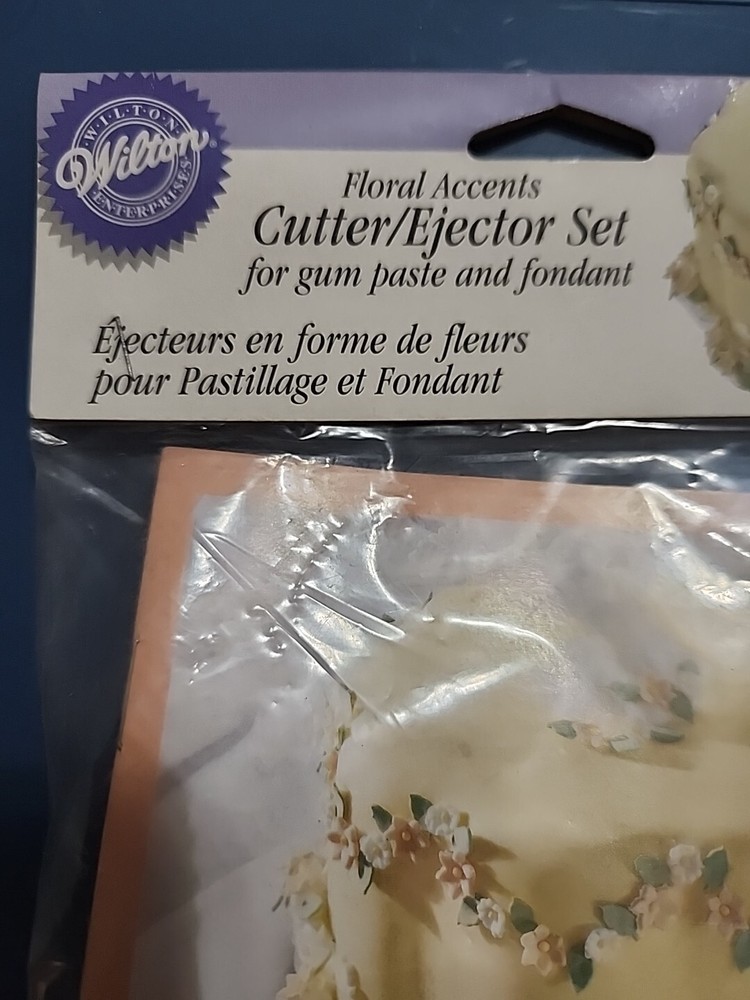 WILTON
Wilton®
ENTERPRISES
Floral Accents
Cutter/Ejector Set
for gum paste and fondant
Éjecteurs en forme de fleurs
pour Pastillage et Fondant